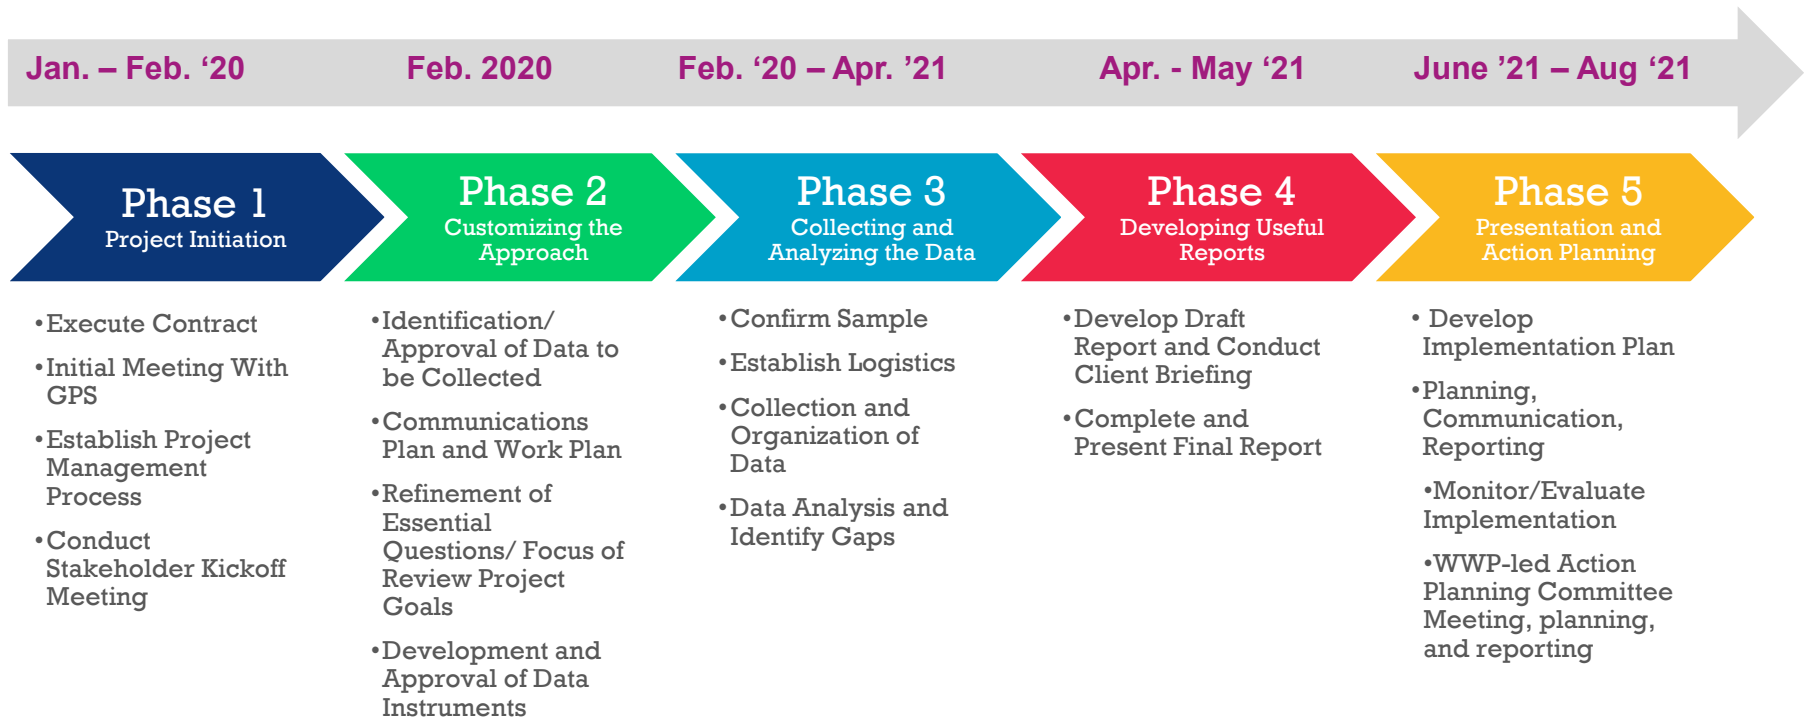 Jan. – Feb. ‘20
Feb. 2020
Feb. ‘20 – Apr. ’21
Apr. - May ‘21
June ’21 – Aug ‘21
Phase 1
Project Initiation
•Execute Contract
•Initial Meeting With
GPS
•Establish Project
Management
Process
•Conduct
Stakeholder Kickoff
Meeting
Phase 2
Customizing the
Approach
•Identification/
Approval of Data to
be Collected
•Communications
Plan and Work Plan
•Refinement of
Essential
Questions/ Focus of
Review Project
Goals
•Development and
Approval of Data
Instruments
Phase 3
Collecting and
Analyzing the Data
•Confirm Sample
•Establish Logistics
•Collection and
Organization of
Data
•Data Analysis and
Identify Gaps
Phase 4
Developing Useful
Reports
•Develop Draft
Report and Conduct
Client Briefing
•Complete and
Present Final Report
Phase 5
Presentation and
Action Planning
• Develop
Implementation Plan
•Planning,
Communication,
Reporting
•Monitor/Evaluate
Implementation
•WWP-led Action
Planning Committee
Meeting, planning,
and reporting